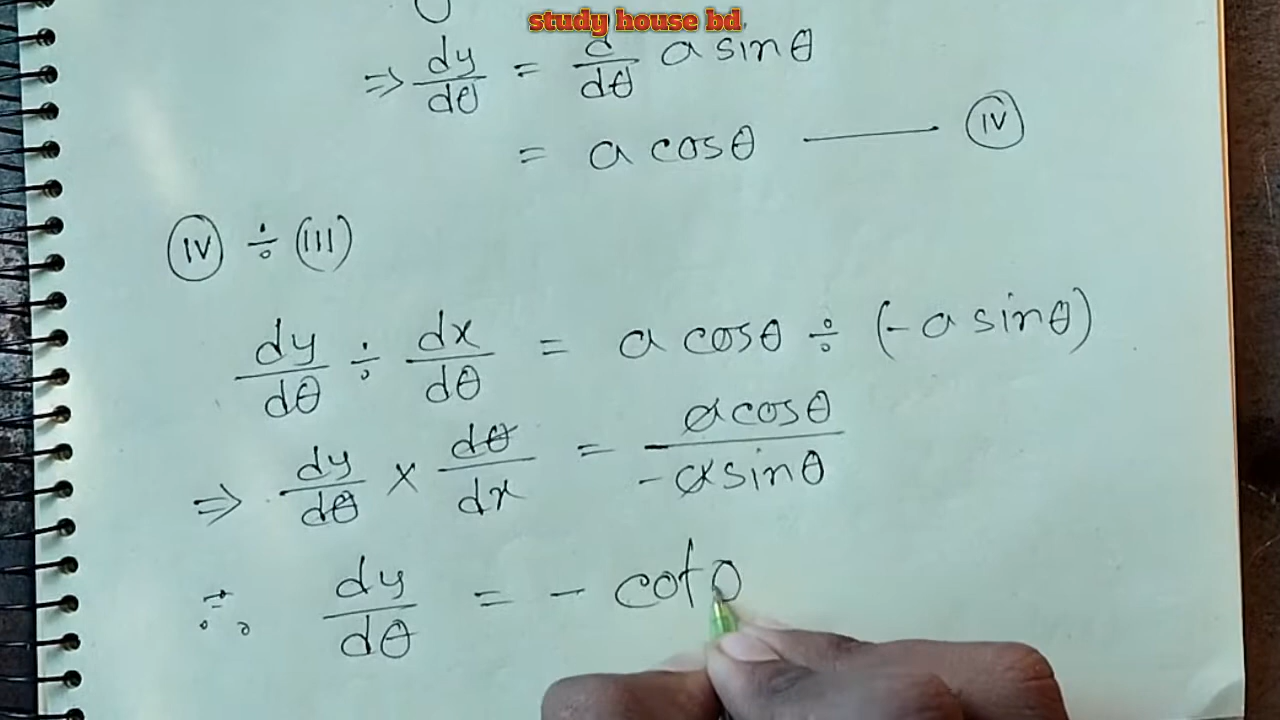 study house bd
⇒ dy/dθ = d/dθ a sinθ
= a cosθ —— (IV)
(IV) ÷ (III)
dy/dθ ÷ dx/dθ = a cosθ ÷ (- a sinθ)
⇒ dy/dθ × dθ/dx = a cosθ / - a sinθ
∴ dy/dθ = - cot θ